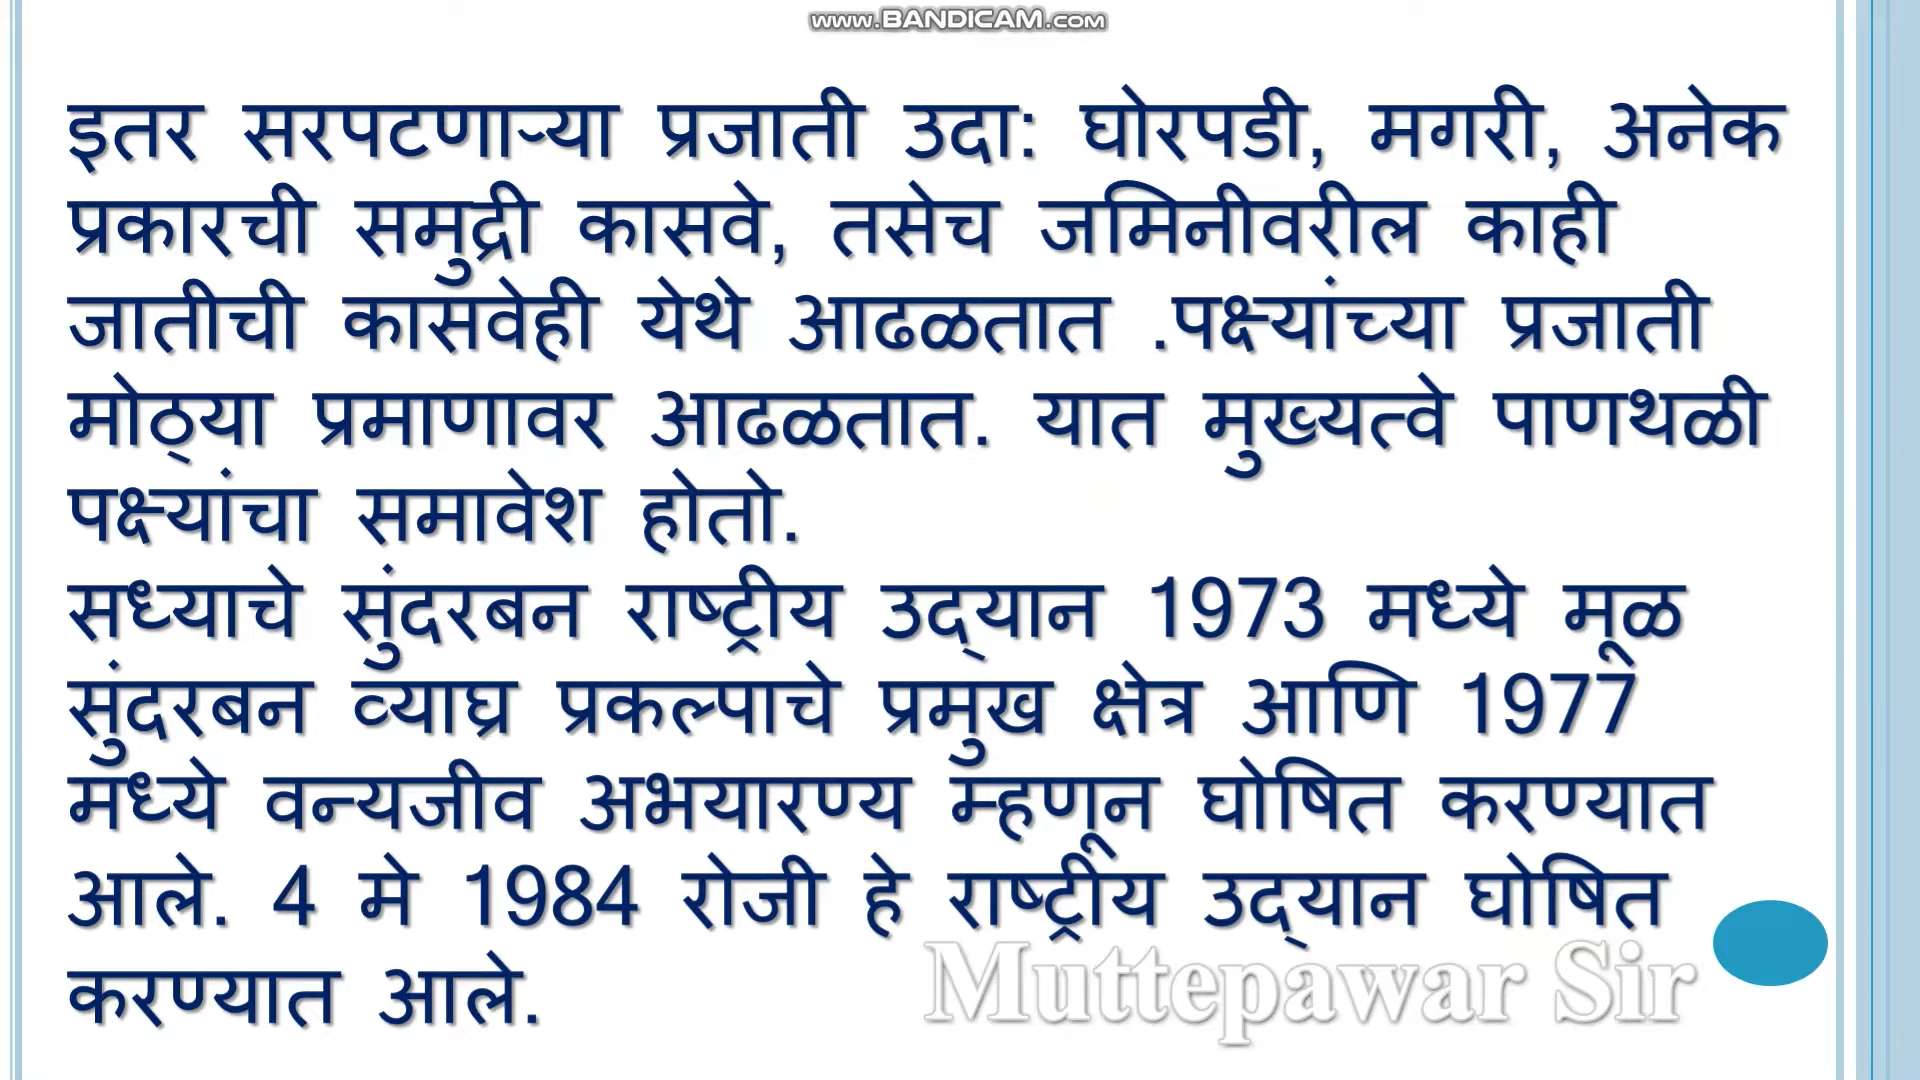 www.BANDICAM.com
इतर सरपटणाऱ्या प्रजाती उदा: घोरपडी, मगरी, अनेक
प्रकारची समुद्री कासवे, तसेच जमिनीवरील काही
जातीची कासवेही येथे आढळतात .पक्ष्यांच्या प्रजाती
मोठ्या प्रमाणावर आढळतात. यात मुख्यत्वे पाणथळी
पक्ष्यांचा समावेश होतो.
सध्याचे सुंदरबन राष्ट्रीय उद्यान 1973 मध्ये मूळ
सुंदरबन व्याघ्र प्रकल्पाचे प्रमुख क्षेत्र आणि 1977
मध्ये वन्यजीव अभयारण्य म्हणून घोषित करण्यात
आले. 4 मे 1984 रोजी हे राष्ट्रीय उद्यान घोषित
करण्यात आले.
Muttepawar Sir